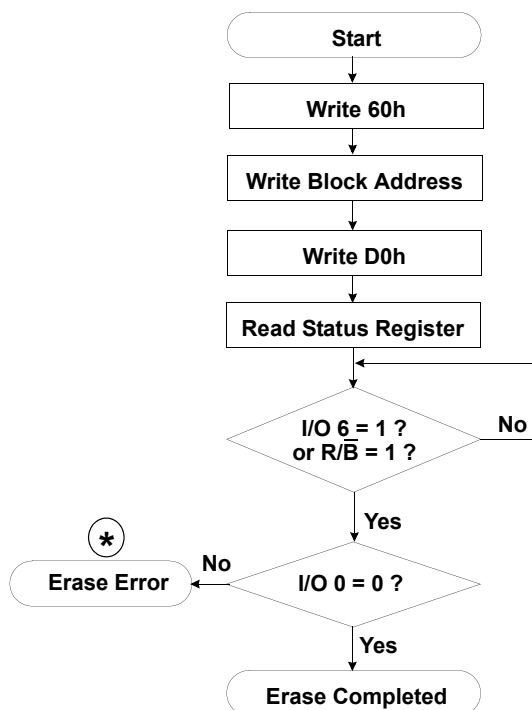 Start
Write 60h
Write Block Address
Write D0h
Read Status Register
I/O 6 = 1 ?
or R/B̅ = 1 ?
No
Yes
*
No
Erase Error
I/O 0 = 0 ?
Yes
Erase Completed